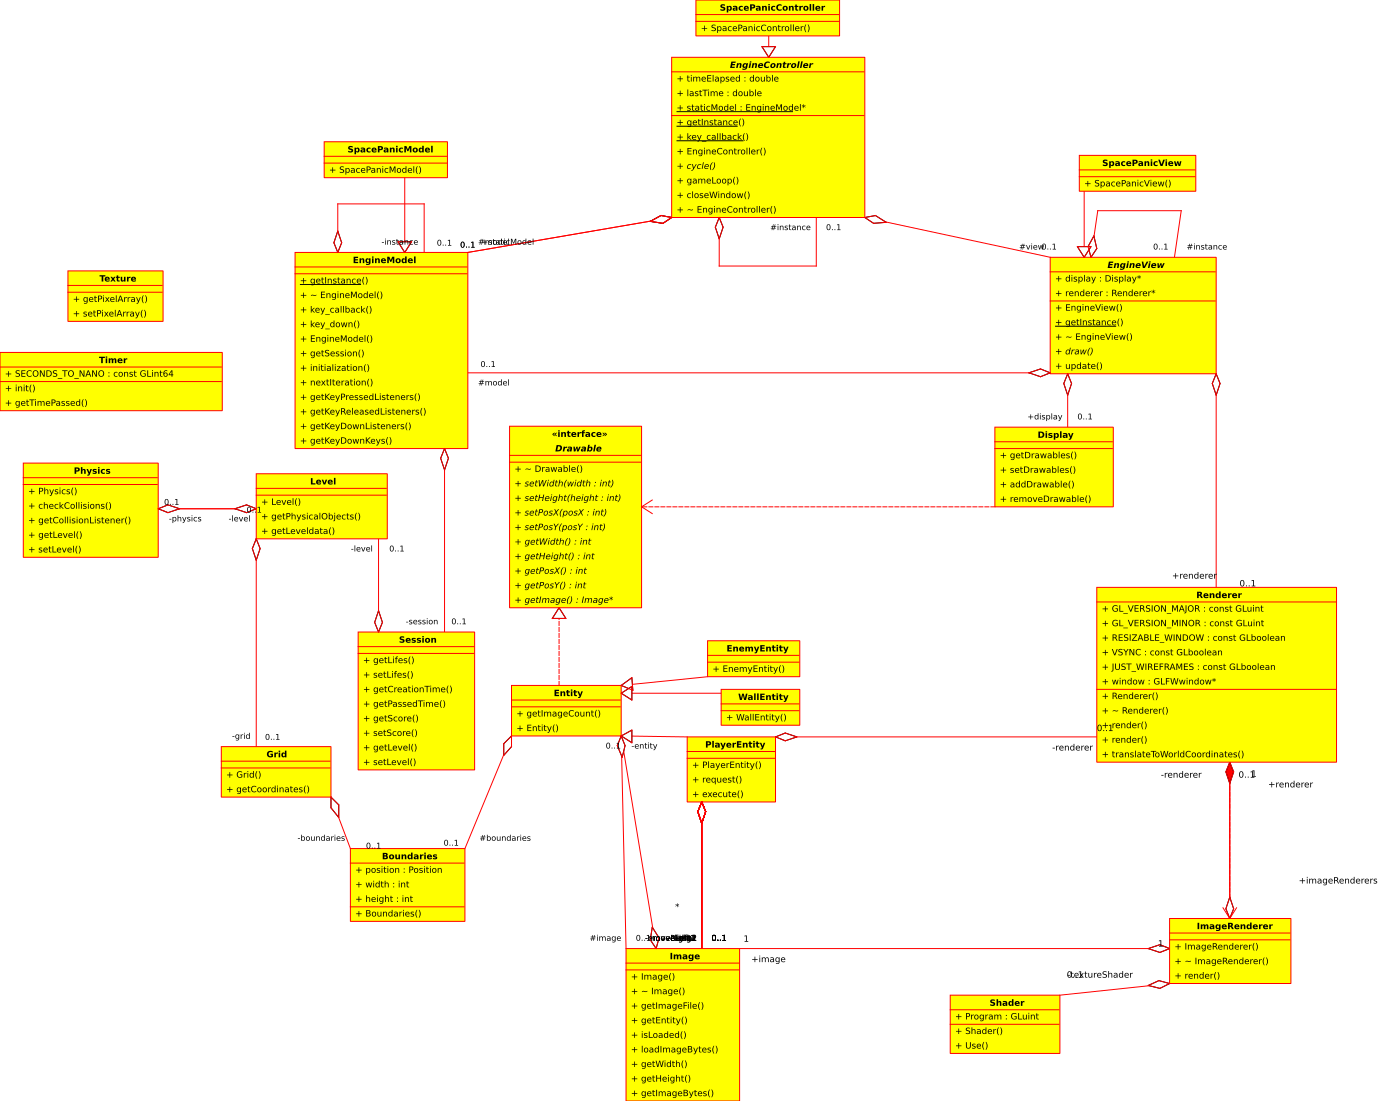 SpacePanicController
+ SpacePanicController()
EngineController
+ timeElapsed : double
+ lastTime : double
+ staticModel : EngineModel*
+ getInstance()
+ key_callback()
+ EngineController()
+ cycle()
+ gameLoop()
+ closeWindow()
+ ~ EngineController()
#instance
0..1
SpacePanicModel
+ SpacePanicModel()
-instance
0..1
0..1
SpacePanicView
+ SpacePanicView()
#view
0..1
0..1
#instance
EngineModel
+ getInstance()
+ ~ EngineModel()
+ key_callback()
+ key_down()
+ EngineModel()
+ getSession()
+ initialization()
+ nextIteration()
+ getKeyPressedListeners()
+ getKeyReleasedListeners()
+ getKeyDownListeners()
+ getKeyDownKeys()
0..1
#model
EngineView
+ display : Display*
+ renderer : Renderer*
+ EngineView()
+ getInstance()
+ ~ EngineView()
+ draw()
+ update()
Texture
+ getPixelArray()
+ setPixelArray()
Timer
+ SECONDS_TO_NANO : const GLint64
+ init()
+ getTimePassed()
+display
0..1
Display
+ getDrawables()
+ setDrawables()
+ addDrawable()
+ removeDrawable()
«interface»
Drawable
+ ~ Drawable()
+ setWidth(width : int)
+ setHeight(height : int)
+ setPosX(posX : int)
+ setPosY(posY : int)
+ getWidth() : int
+ getHeight() : int
+ getPosX() : int
+ getPosY() : int
+ getImage() : Image*
Physics
+ Physics()
+ checkCollisions()
+ getCollisionListener()
+ getLevel()
+ setLevel()
0..1
-physics
-level
0..1
Level
+ Level()
+ getPhysicalObjects()
+ getLeveldata()
-level
0..1
-session
0..1
Session
+ getLifes()
+ setLifes()
+ getCreationTime()
+ getPassedTime()
+ getScore()
+ setScore()
+ getLevel()
+ setLevel()
+renderer
0..1
Renderer
+ GL_VERSION_MAJOR : const GLuint
+ GL_VERSION_MINOR : const GLuint
+ RESIZABLE_WINDOW : const GLboolean
+ VSYNC : const GLboolean
+ JUST_WIREFRAMES : const GLboolean
+ window : GLFWwindow*
+ Renderer()
+ ~ Renderer()
+ render()
+ render()
+ translateToWorldCoordinates()
EnemyEntity
+ EnemyEntity()
WallEntity
+ WallEntity()
Entity
+ getImageCount()
+ Entity()
0..1
-entity
PlayerEntity
+ PlayerEntity()
+ request()
+ execute()
0..1
-renderer
-grid
0..1
Grid
+ Grid()
+ getCoordinates()
-renderer
0..1
1
+renderer
-boundaries
0..1
0..1
#boundaries
Boundaries
+ position : Position
+ width : int
+ height : int
+ Boundaries()
+imageRenderers
*
#image
0..1
1
+image
1
Image
+ Image()
+ ~ Image()
+ getImageFile()
+ getEntity()
+ isLoaded()
+ loadImageBytes()
+ getWidth()
+ getHeight()
+ getImageBytes()
ImageRenderer
+ ImageRenderer()
+ ~ ImageRenderer()
+ render()
Shader
+ Program : GLuint
+ Shader()
+ Use()